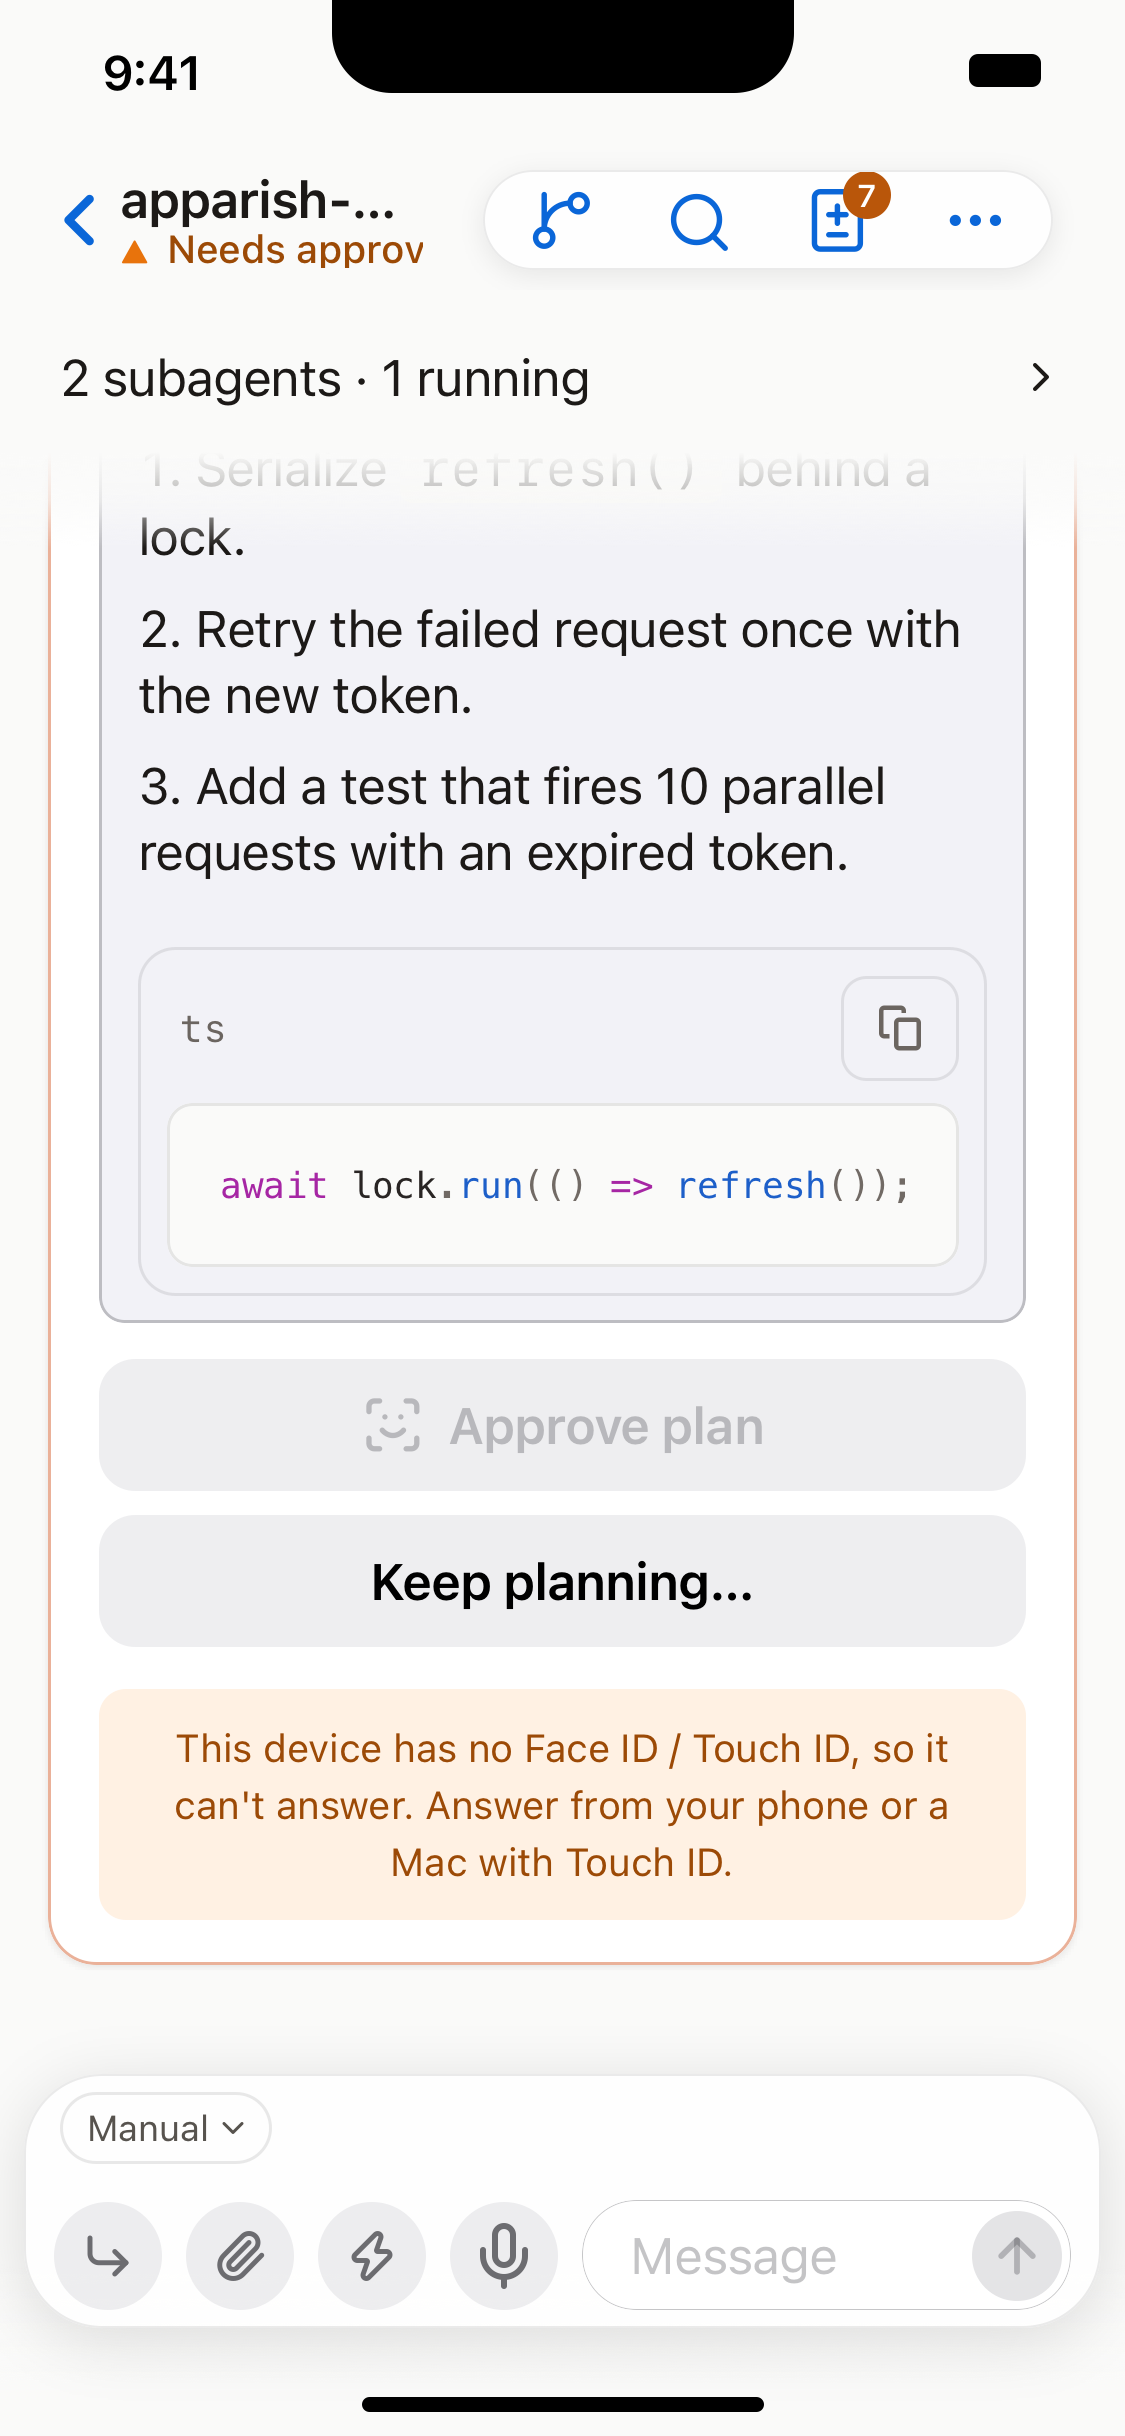 9:41
apparish-...
Needs approv
7
2 subagents · 1 running
1. Serialize refresh() behind a
lock.
2. Retry the failed request once with
the new token.
3. Add a test that fires 10 parallel
requests with an expired token.
ts
await lock.run(() => refresh());
Approve plan
Keep planning...
This device has no Face ID / Touch ID, so it
can't answer. Answer from your phone or a
Mac with Touch ID.
Manual
Message